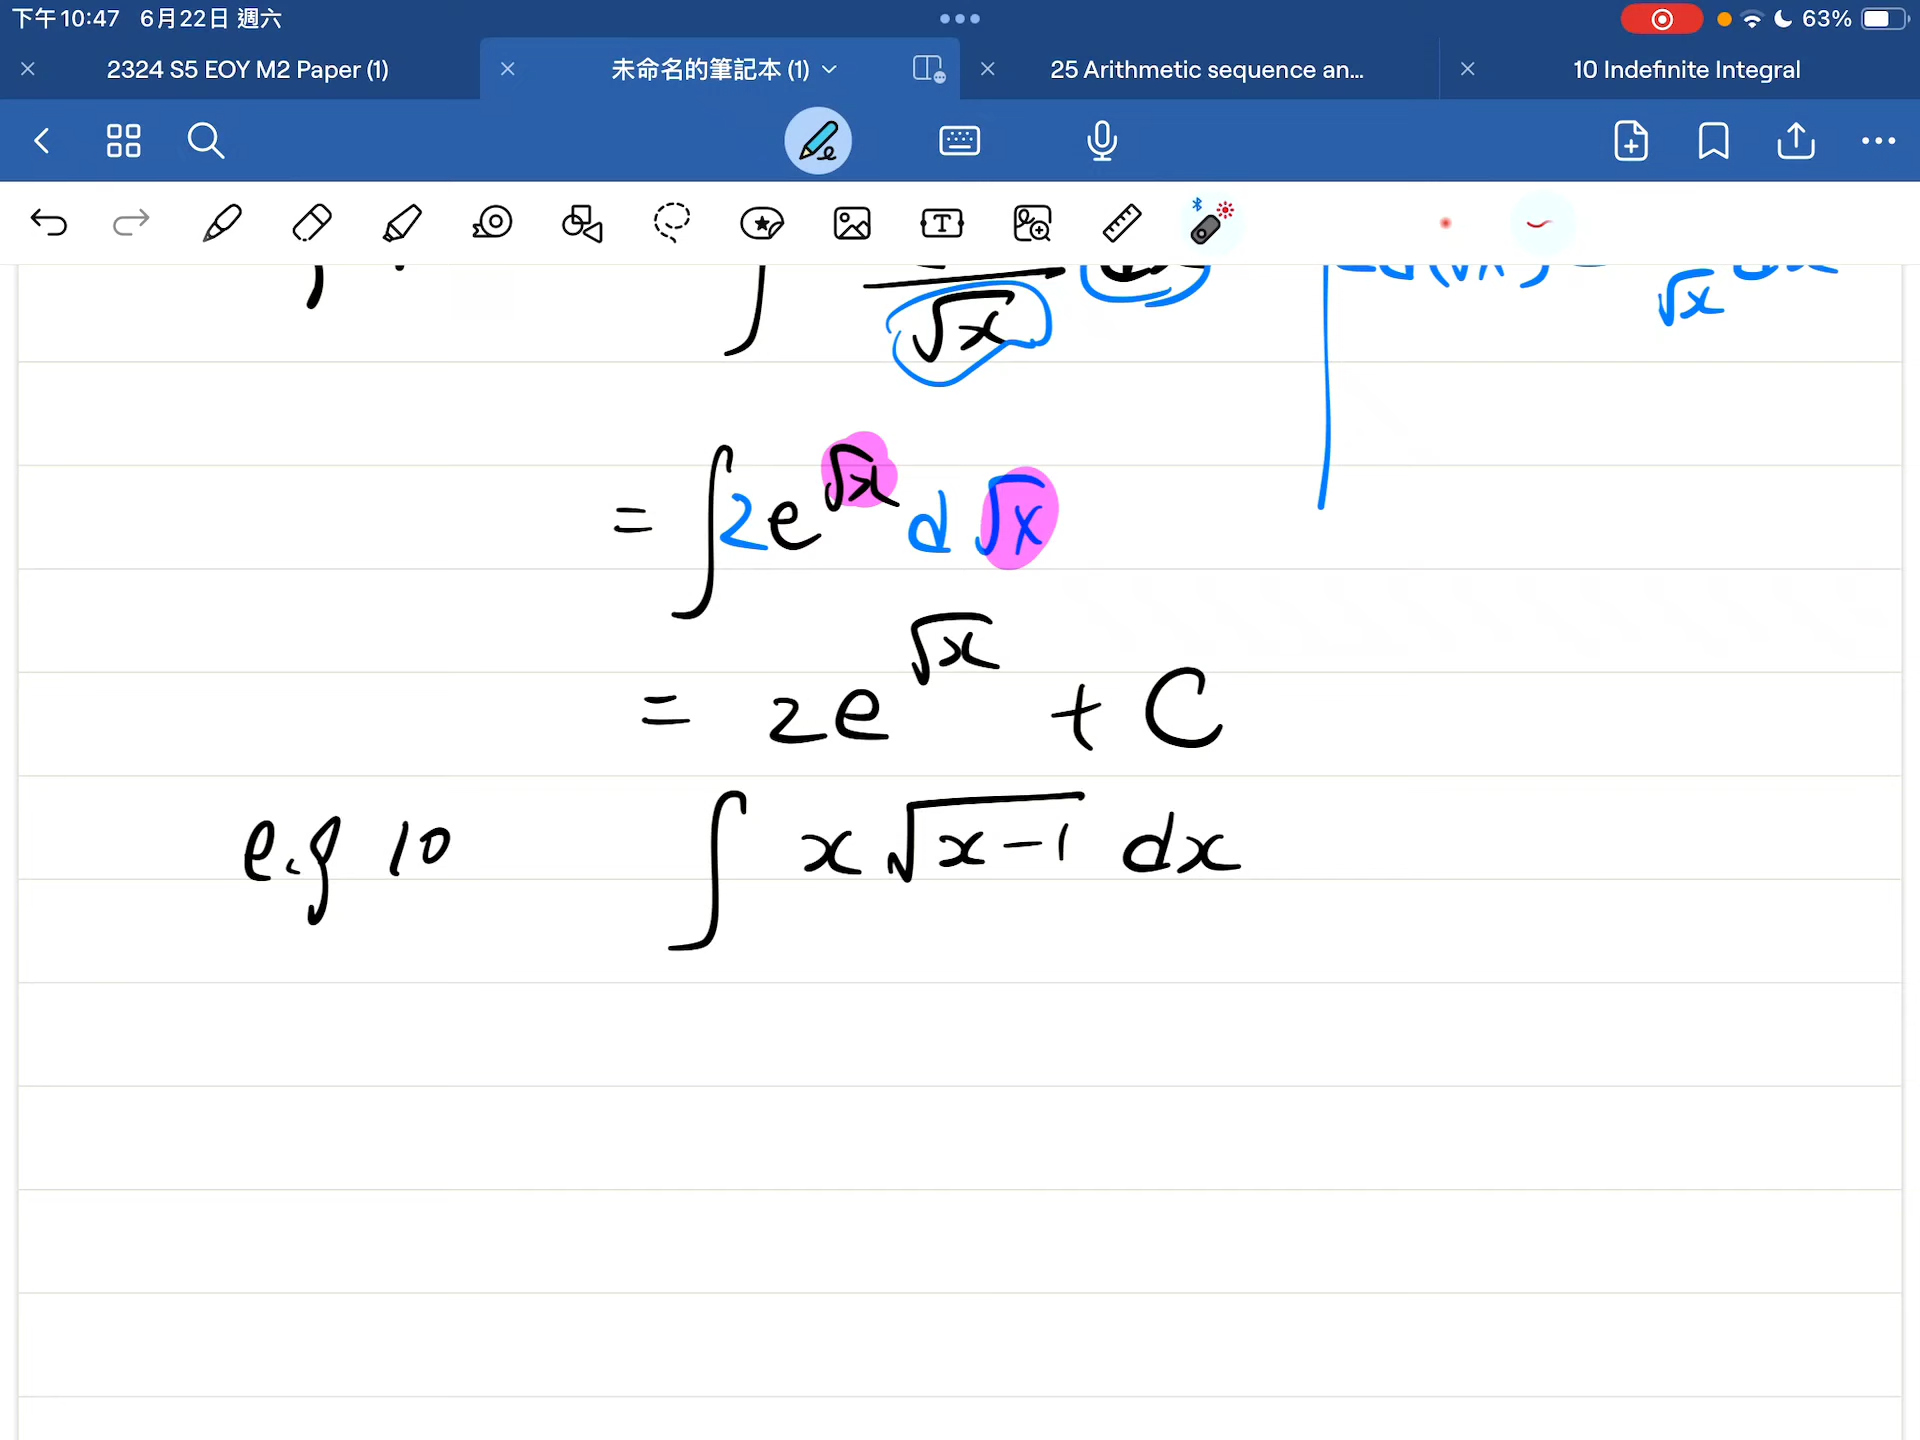 下午10:47 6月22日 週六 63%
2324 S5 EOY M2 Paper (1) 未命名的筆記本 (1) 25 Arithmetic sequence an... 10 Indefinite Integral
√x √x
= ∫2e^√x d√x
= 2e^√x + C
e.g 10 ∫ x√(x-1) dx